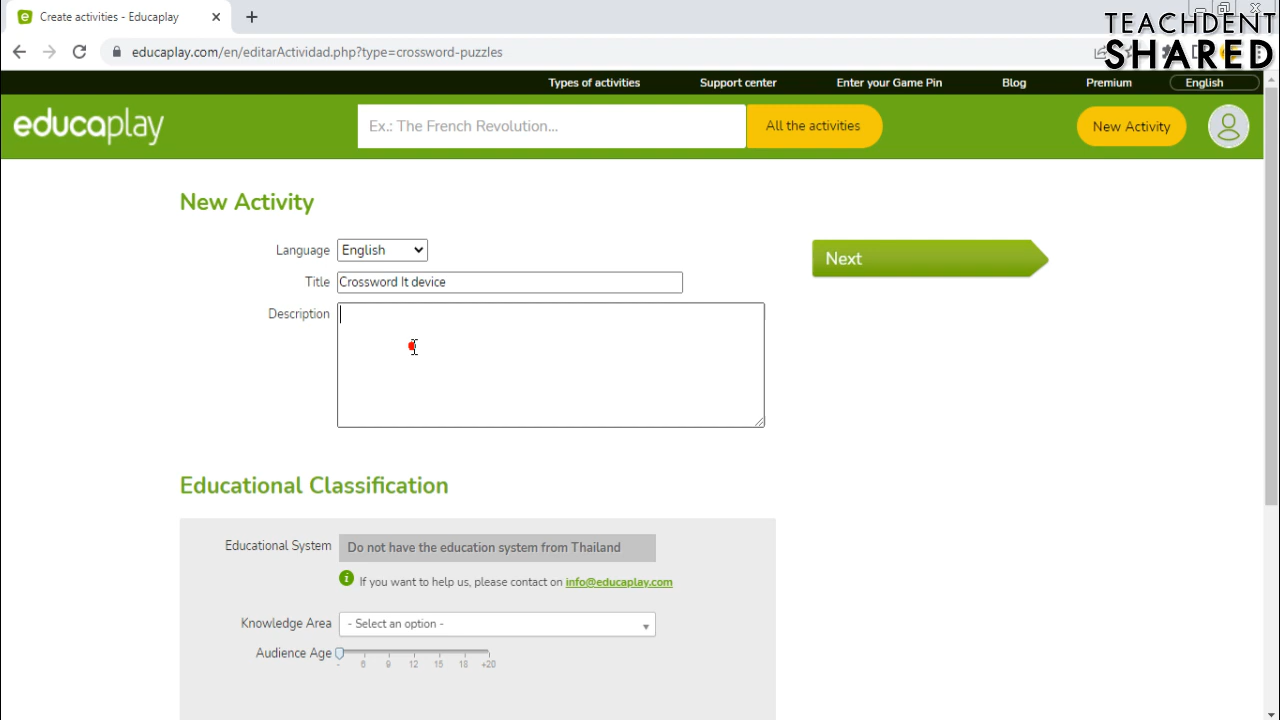 Create activities - Educaplay
TEACHDENT
SHARED
educaplay.com/en/editarActividad.php?type=crossword-puzzles
Types of activities
Support center
Enter your Game Pin
Blog
Premium
English
educaplay
Ex.: The French Revolution...
All the activities
New Activity
New Activity
Language
English
Next
Title
Crossword It device
Description
Educational Classification
Educational System
Do not have the education system from Thailand
If you want to help us, please contact on info@educaplay.com
Knowledge Area
- Select an option -
Audience Age
- 6 9 12 15 18 +20